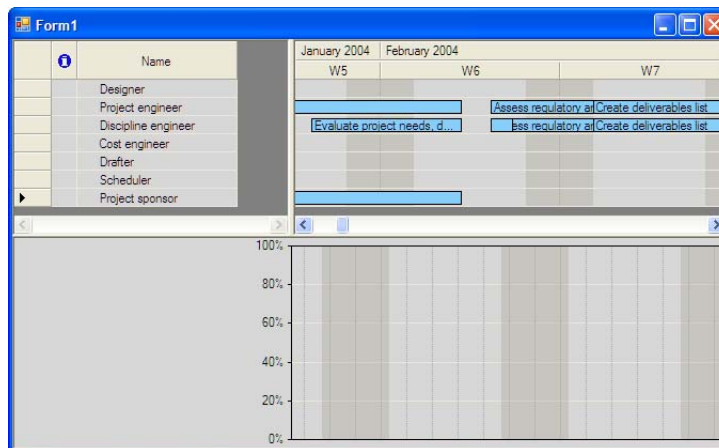 Form1
January 2004 February 2004
Name W5 W6 W7
Designer
Project engineer Assess regulatory an Create deliverables list
Discipline engineer Evaluate project needs, d... ess regulatory an Create deliverables list
Cost engineer
Drafter
Scheduler
Project sponsor
100%
80%
60%
40%
20%
0%